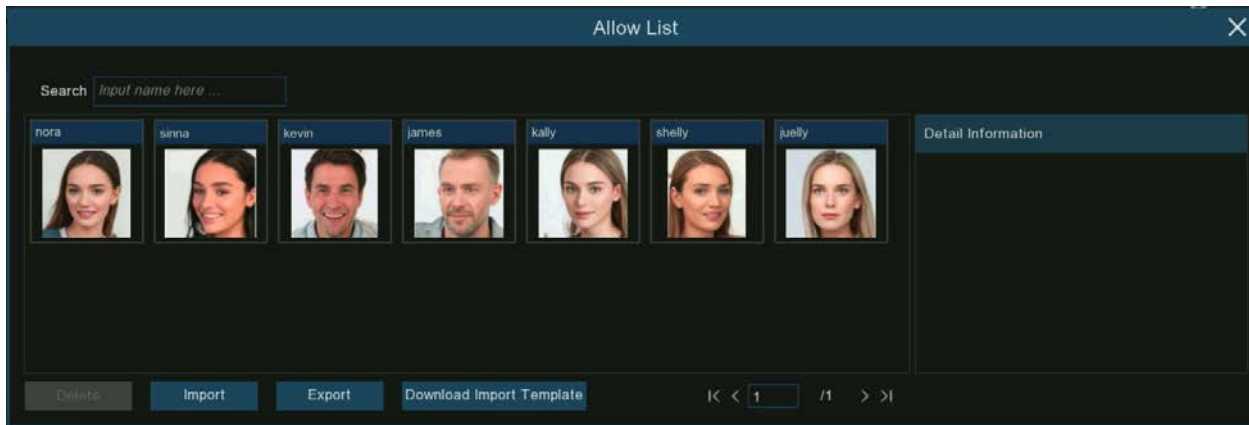 Allow List
Search Input name here ...
nora sinna kevin james kally shelly juelly
Detail Information
Delete Import Export Download Import Template 1 /1